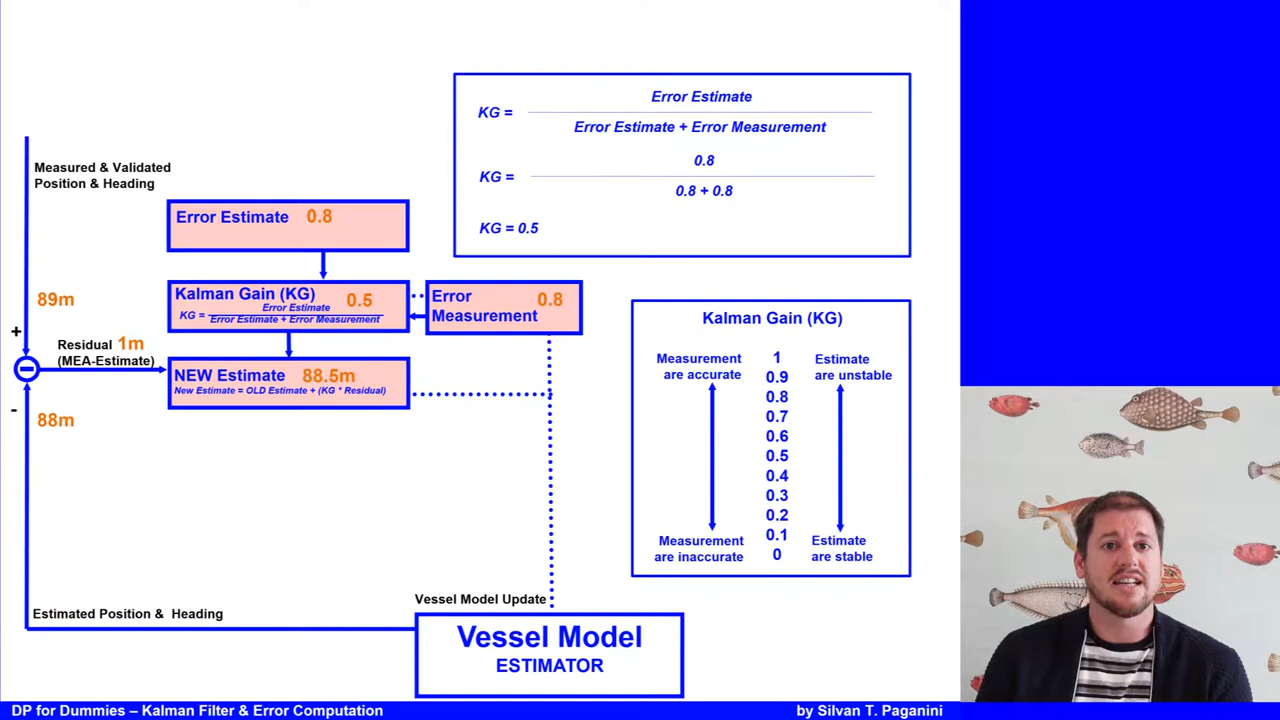 KG =
Error Estimate
Error Estimate + Error Measurement
KG =
0.8
0.8 + 0.8
KG = 0.5
Measured & Validated
Position & Heading
Error Estimate 0.8
Kalman Gain (KG) 0.5
KG =
Error Estimate
Error Estimate + Error Measurement
Error
Measurement
0.8
89m
+
Residual 1m
(MEA-Estimate)
NEW Estimate 88.5m
New Estimate = OLD Estimate + (KG * Residual)
-
88m
Kalman Gain (KG)
Measurement
are accurate
1
0.9
0.8
0.7
0.6
0.5
0.4
0.3
0.2
0.1
0
Estimate
are unstable
Measurement
are inaccurate
Estimate
are stable
Vessel Model Update
Estimated Position & Heading
Vessel Model
ESTIMATOR
DP for Dummies – Kalman Filter & Error Computation
by Silvan T. Paganini